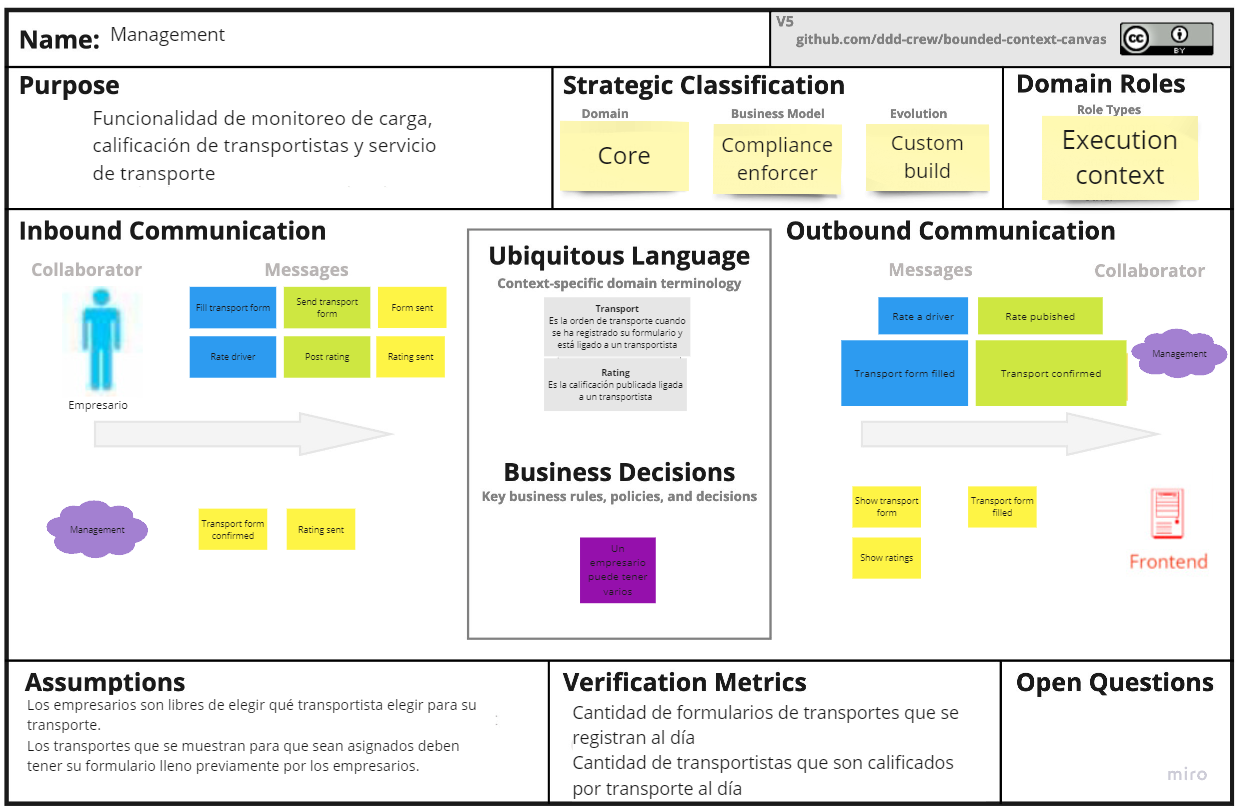 Name: Management
V5
github.com/ddd-crew/bounded-context-canvas
cc
BY
Purpose
Funcionalidad de monitoreo de carga,
calificación de transportistas y servicio
de transporte
Strategic Classification
Domain
Business Model
Evolution
Core
Compliance
enforcer
Custom
build
Domain Roles
Role Types
Execution
context
Inbound Communication
Collaborator
Messages
Fill transport form
Send transport
form
Form sent
Rate driver
Post rating
Rating sent
Empresario
Management
Transport form
confirmed
Rating sent
Ubiquitous Language
Context-specific domain terminology
Transport
Es la orden de transporte cuando
se ha registrado su formulario y
está ligado a un transportista
Rating
Es la calificación publicada ligada
a un transportista
Business Decisions
Key business rules, policies, and decisions
Un
empresario
puede tener
varios
Outbound Communication
Messages
Collaborator
Rate a driver
Rate pubished
Transport form filled
Transport confirmed
Management
Show transport
form
Transport form
filled
Show ratings
Frontend
Assumptions
Los empresarios son libres de elegir qué transportista elegir para su
transporte.
Los transportes que se muestran para que sean asignados deben
tener su formulario lleno previamente por los empresarios.
Verification Metrics
Cantidad de formularios de transportes que se
registran al día
Cantidad de transportistas que son calificados
por transporte al día
Open Questions
miro